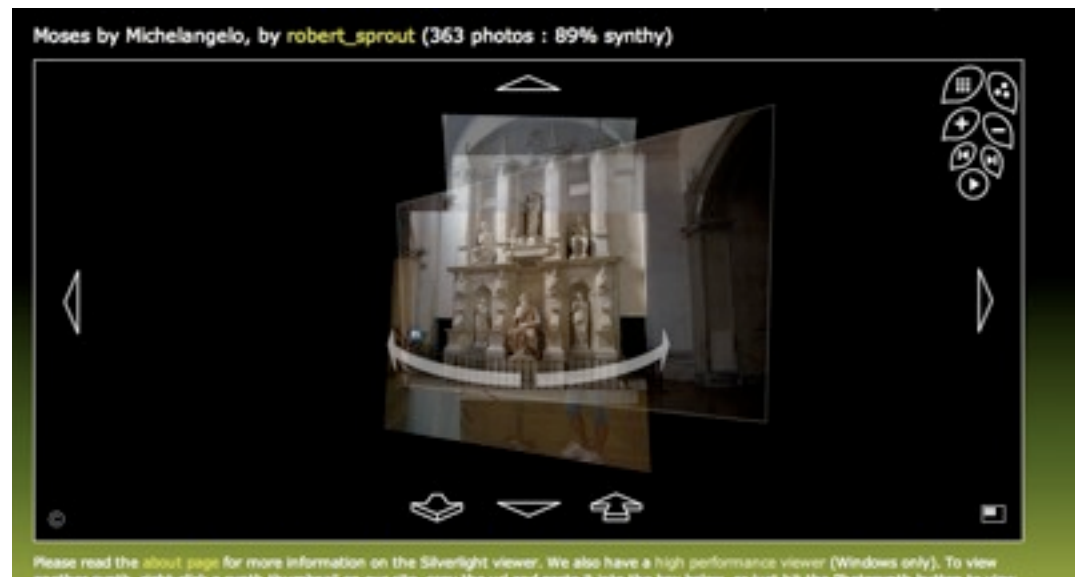 Moses by Michelangelo, by robert_sprout (363 photos : 89% synthy)
©
Please read the about page for more information on the Silverlight viewer. We also have a high performance viewer (Windows only). To view